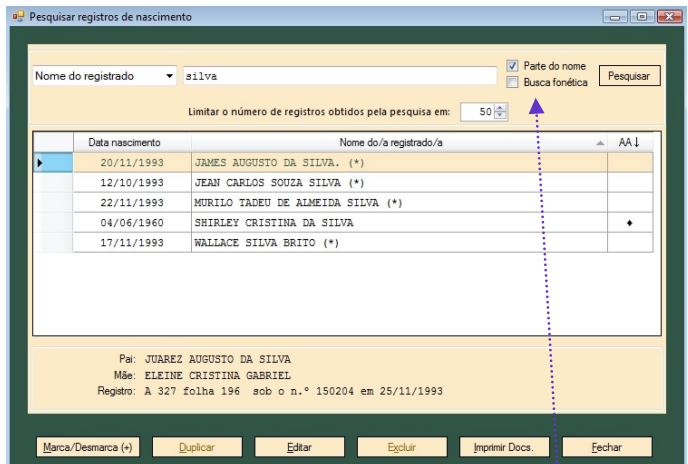 Pesquisar registros de nascimento
Nome do registrado silva Parte do nome Pesquisar
Busca fonética
Limitar o número de registros obtidos pela pesquisa em: 50
Data nascimento Nome do/a registrado/a AA↓
20/11/1993 JAMES AUGUSTO DA SILVA. (*)
12/10/1993 JEAN CARLOS SOUZA SILVA (*)
22/11/1993 MURILO TADEU DE ALMEIDA SILVA (*)
04/06/1960 SHIRLEY CRISTINA DA SILVA ♦
17/11/1993 WALLACE SILVA BRITO (*)
Pai: JUAREZ AUGUSTO DA SILVA
Mãe: ELEINE CRISTINA GABRIEL
Registro: A 327 folha 196 sob o n.º 150204 em 25/11/1993
Marca/Desmarca (+) Duplicar Editar Excluir Imprimir Docs. Fechar